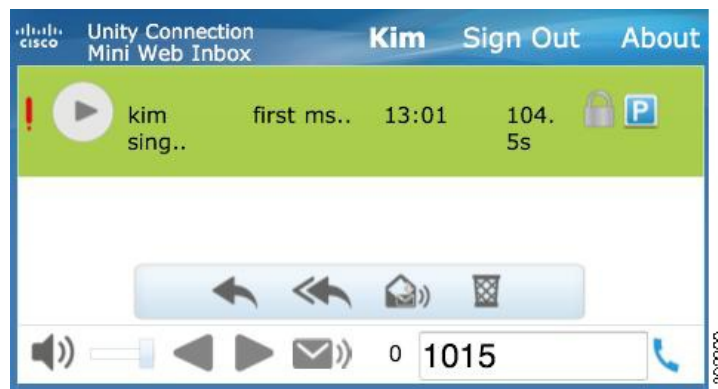 cisco
Unity Connection
Mini Web Inbox
Kim Sign Out About
! kim sing.. first ms.. 13:01 104.5s P
0 1015